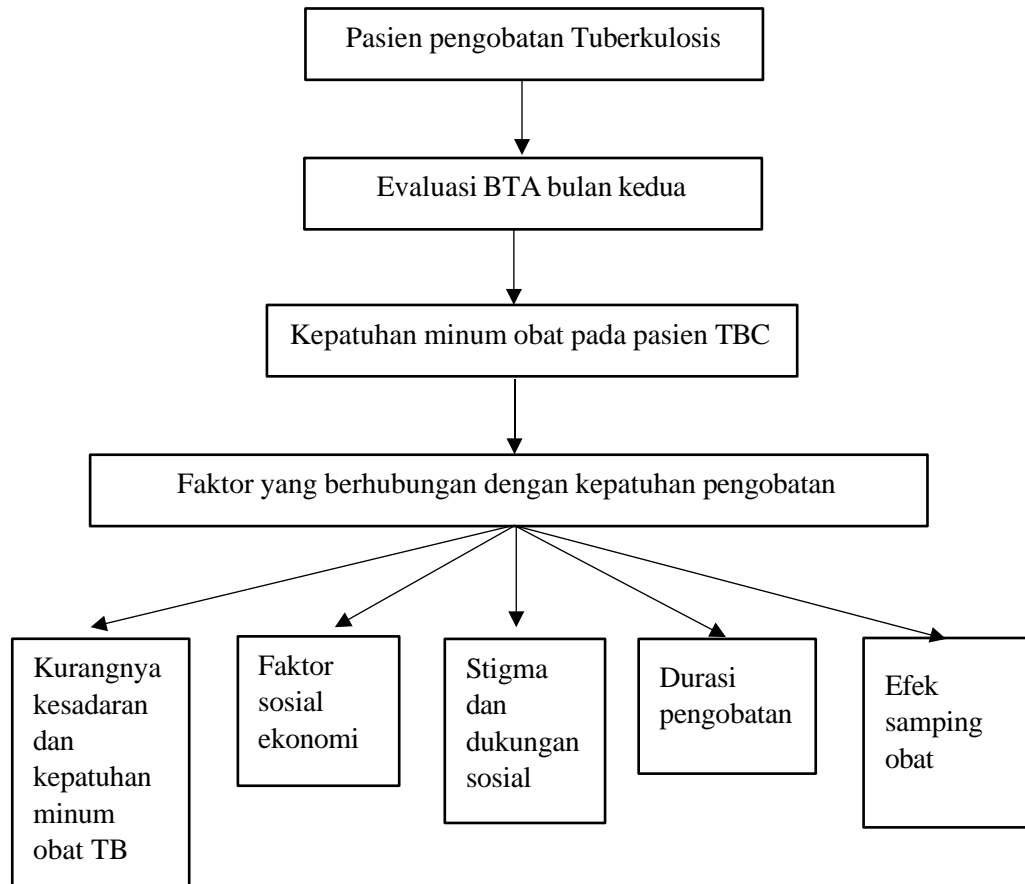 Pasien pengobatan Tuberkulosis
Evaluasi BTA bulan kedua
Kepatuhan minum obat pada pasien TBC
Faktor yang berhubungan dengan kepatuhan pengobatan
Kurangnya
kesadaran
dan
kepatuhan
minum
obat TB
Faktor
sosial
ekonomi
Stigma
dan
dukungan
sosial
Durasi
pengobatan
Efek
samping
obat